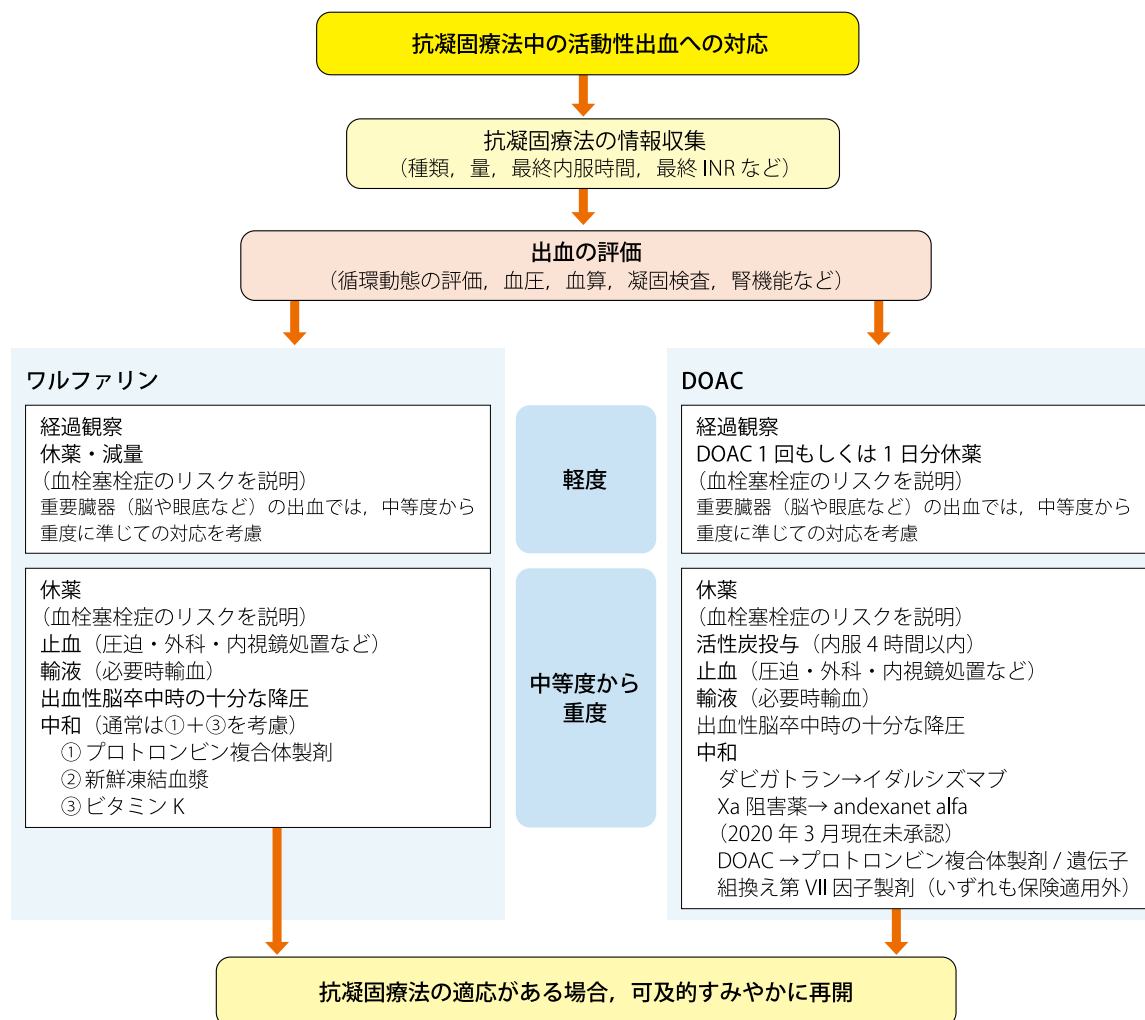 抗凝固療法中の活動性出血への対応
抗凝固療法の情報収集
（種類，量，最終内服時間，最終 INR など）
出血の評価
（循環動態の評価，血圧，血算，凝固検査，腎機能など）
ワルファリン
経過観察
休薬・減量
（血栓塞栓症のリスクを説明）
重要臓器（脳や眼底など）の出血では，中等度から
重度に準じての対応を考慮
休薬
（血栓塞栓症のリスクを説明）
止血（圧迫・外科・内視鏡処置など）
輸液（必要時輸血）
出血性脳卒中時の十分な降圧
中和（通常は①＋③を考慮）
① プロトロンビン複合体製剤
② 新鮮凍結血漿
③ ビタミン K
軽度
中等度から
重度
DOAC
経過観察
DOAC 1 回もしくは 1 日分休薬
（血栓塞栓症のリスクを説明）
重要臓器（脳や眼底など）の出血では，中等度から
重度に準じての対応を考慮
休薬
（血栓塞栓症のリスクを説明）
活性炭投与（内服 4 時間以内）
止血（圧迫・外科・内視鏡処置など）
輸液（必要時輸血）
出血性脳卒中時の十分な降圧
中和
ダビガトラン→イダルシズマブ
Xa 阻害薬→ andexanet alfa
（2020 年 3 月現在未承認）
DOAC →プロトロンビン複合体製剤 / 遺伝子
組換え第 VII 因子製剤（いずれも保険適用外）
抗凝固療法の適応がある場合，可及的すみやかに再開